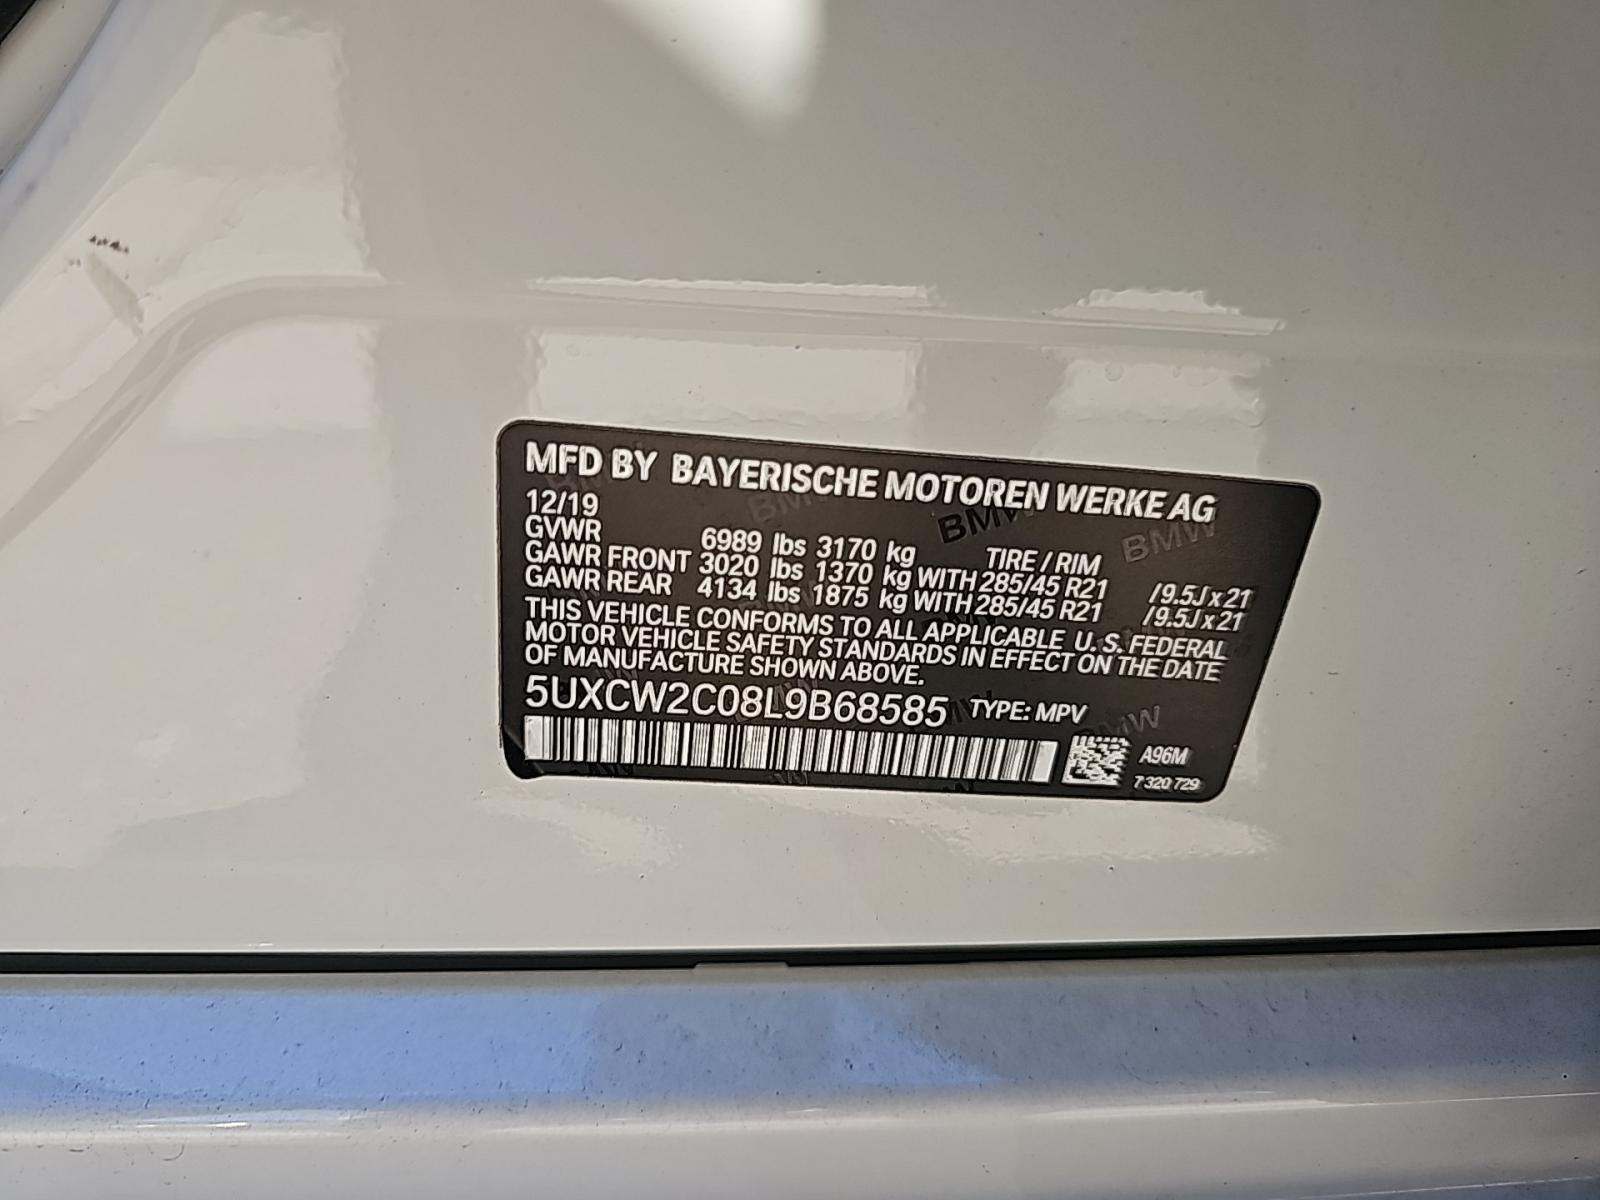 MFD BY BAYERISCHE MOTOREN WERKE AG
12/19
GVWR 6989 lbs 3170 kg TIRE / RIM
GAWR FRONT 3020 lbs 1370 kg WITH 285/45 R21 / 9.5J x 21
GAWR REAR 4134 lbs 1875 kg WITH 285/45 R21 / 9.5J x 21
THIS VEHICLE CONFORMS TO ALL APPLICABLE U.S. FEDERAL
MOTOR VEHICLE SAFETY STANDARDS IN EFFECT ON THE DATE
OF MANUFACTURE SHOWN ABOVE.
5UXCW2C08L9B68585 TYPE: MPV
A96M
7 320 729
BMW
BMW
BMW